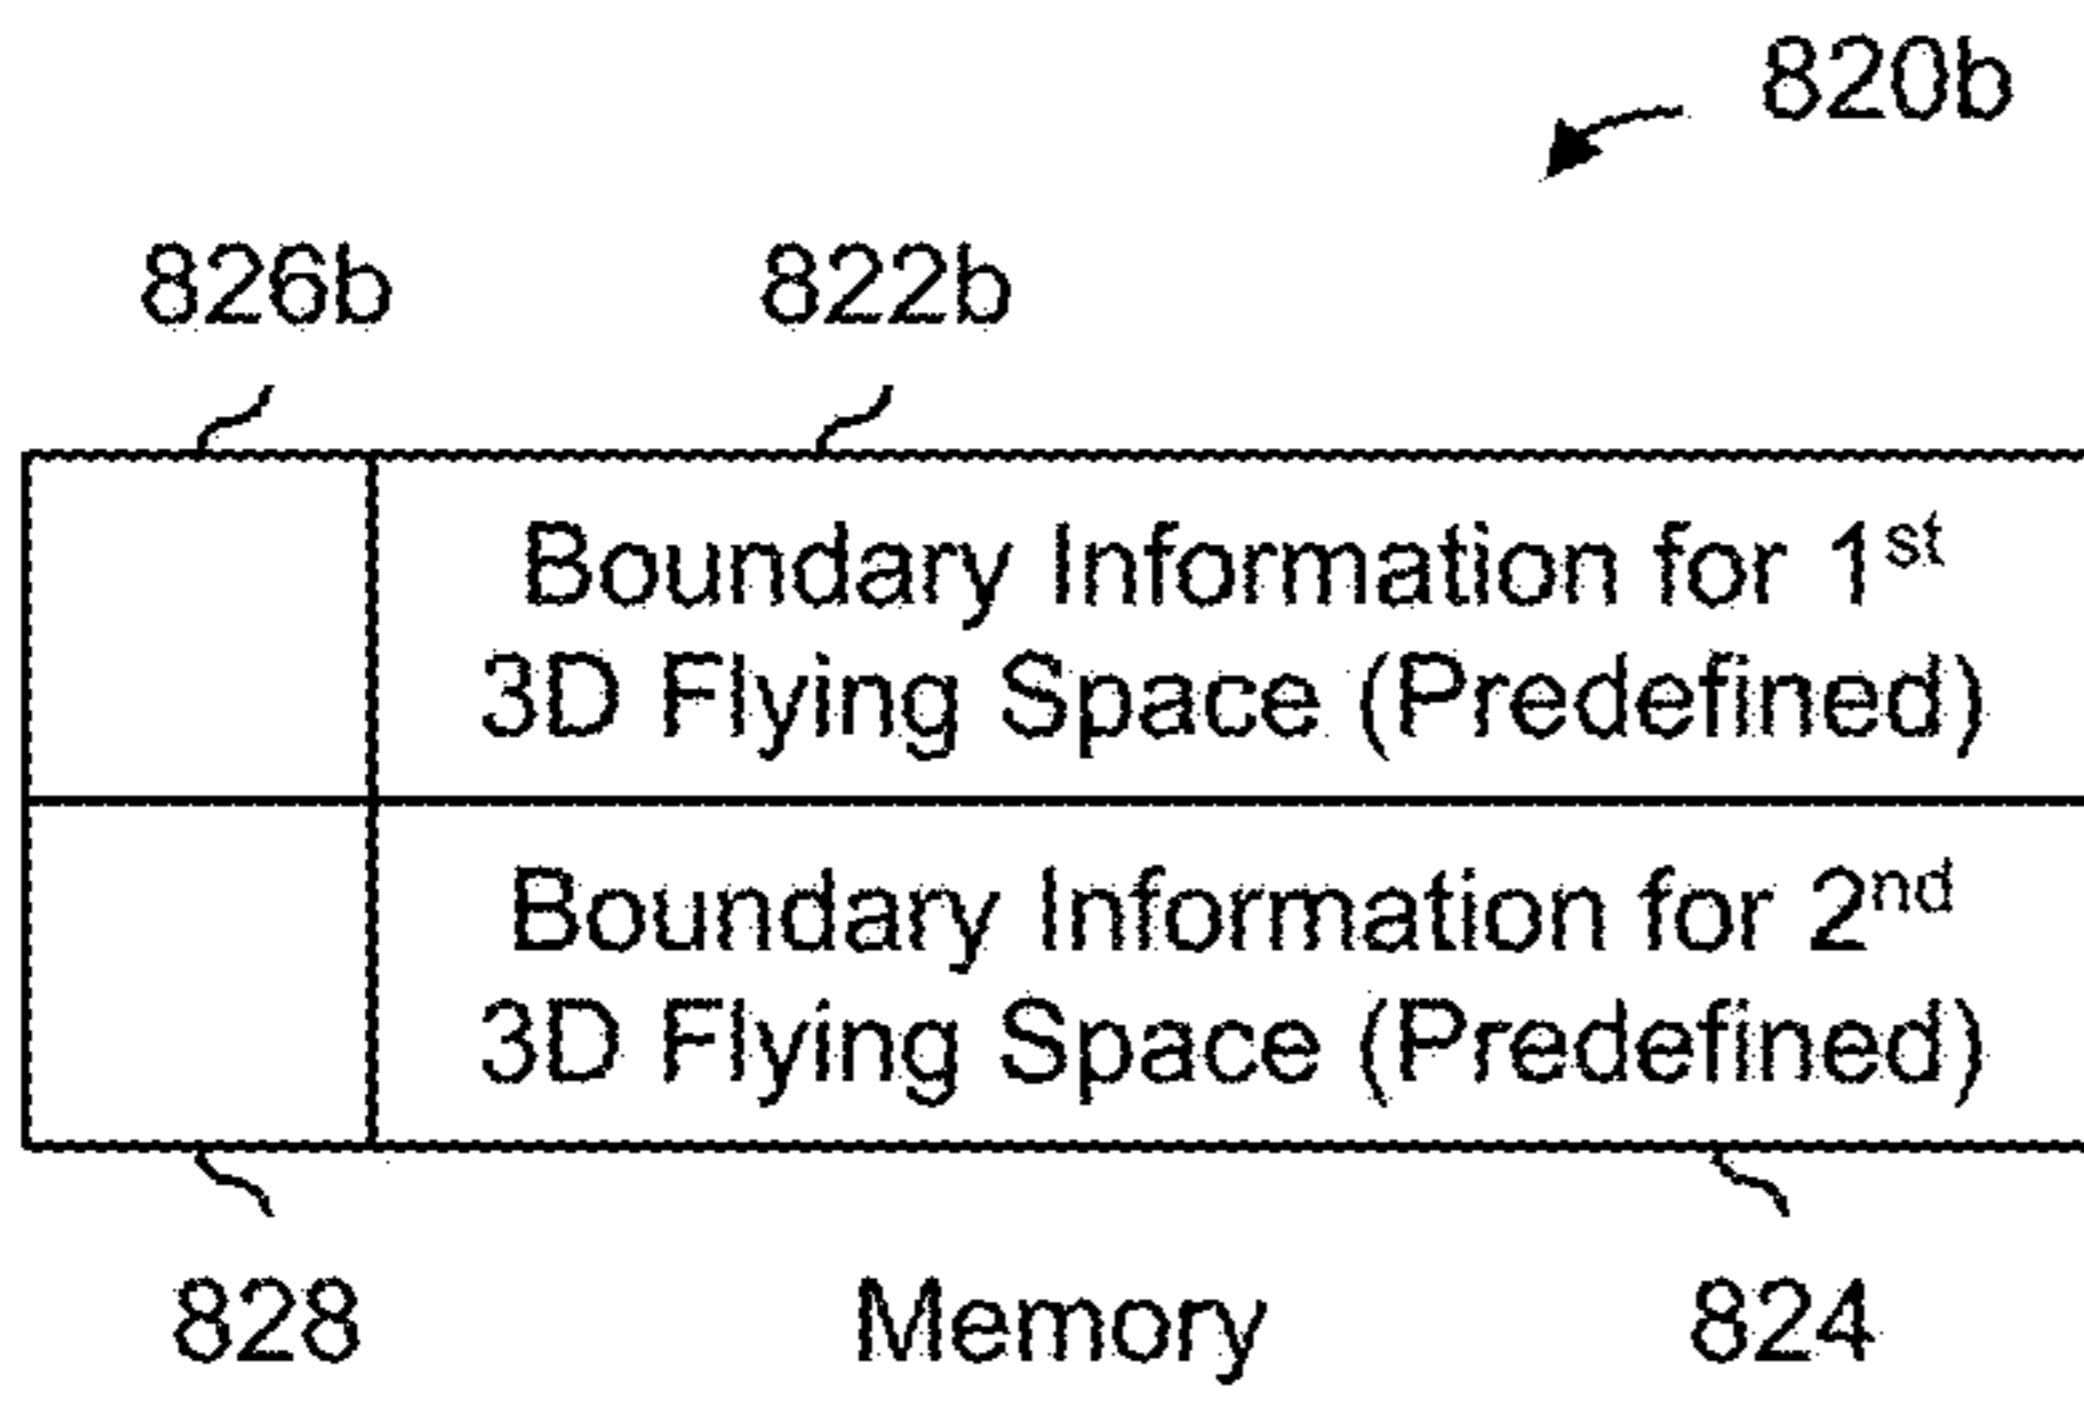 820b
826b 822b
Boundary Information for 1st
3D Flying Space (Predefined)
Boundary Information for 2nd
3D Flying Space (Predefined)
828 Memory 824